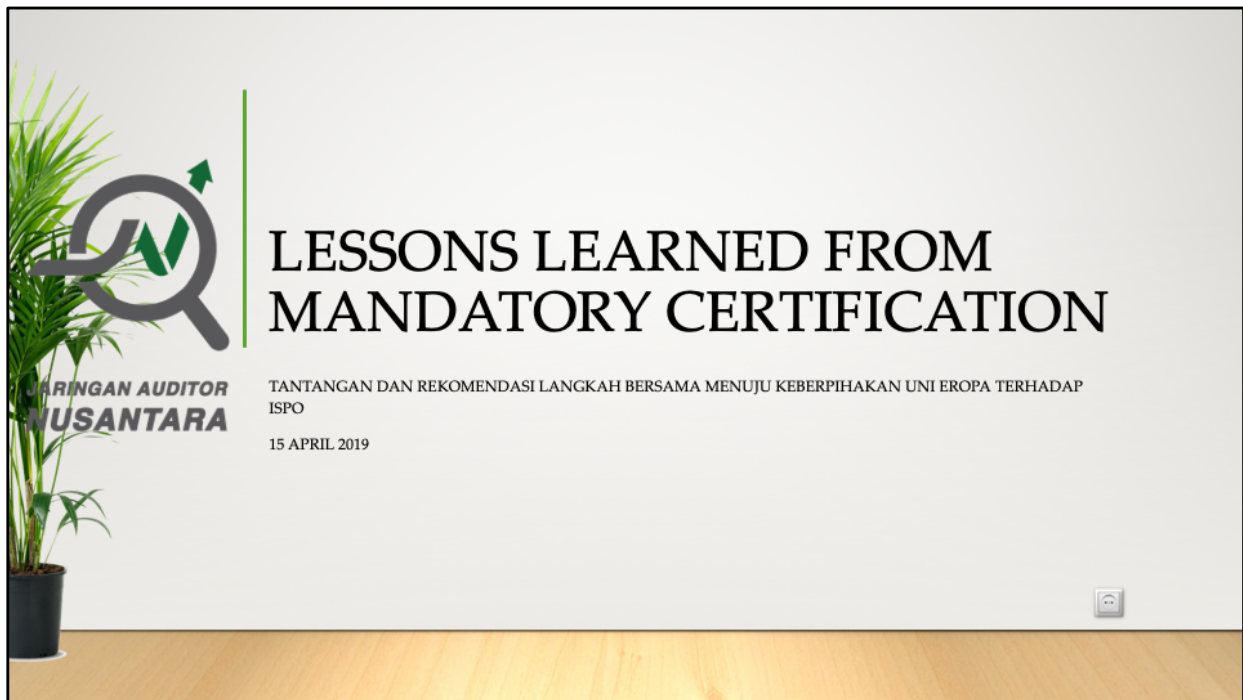 LESSONS LEARNED FROM
MANDATORY CERTIFICATION
JARINGAN AUDITOR
NUSANTARA
TANTANGAN DAN REKOMENDASI LANGKAH BERSAMA MENUJU KEBERPIHAKAN UNI EROPA TERHADAP
ISPO
15 APRIL 2019